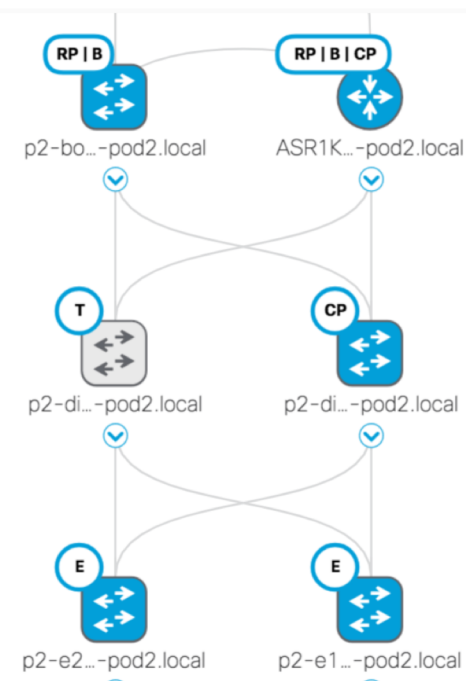 RP | B
RP | B | CP
p2-bo...-pod2.local
ASR1K...-pod2.local
T
CP
p2-di...-pod2.local
p2-di...-pod2.local
E
E
p2-e2...-pod2.local
p2-e1...-pod2.local